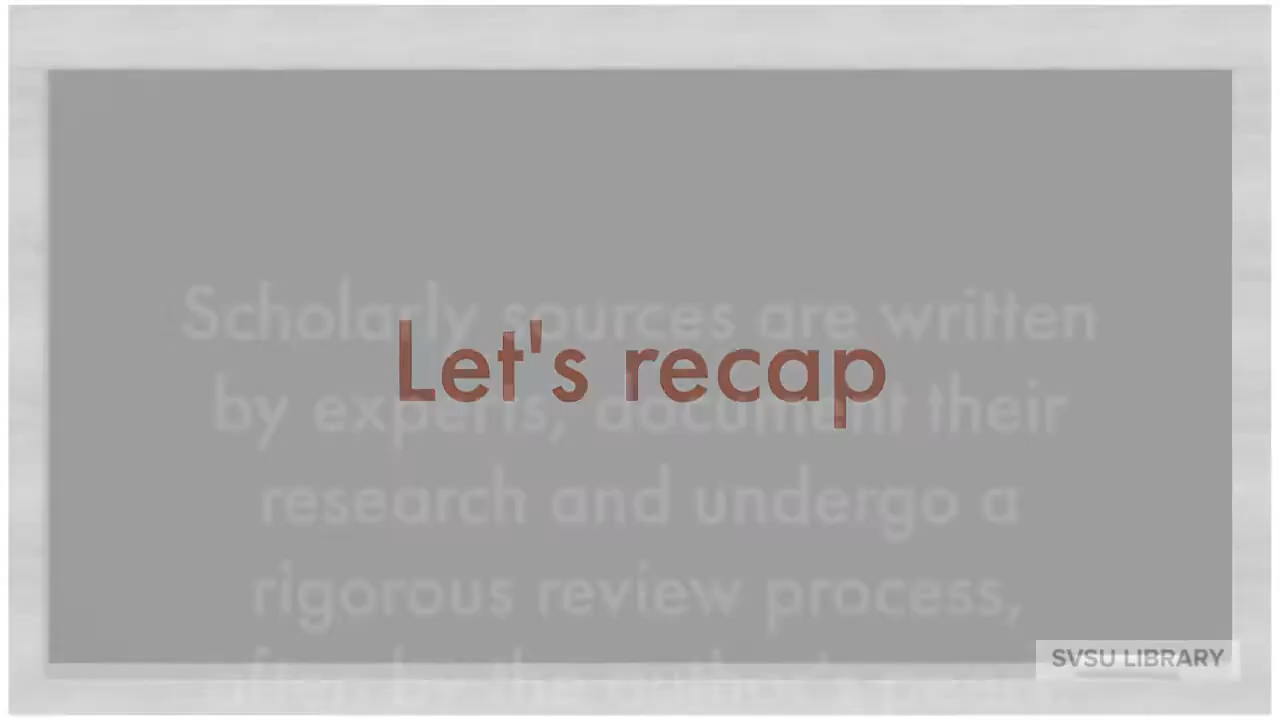 Let's recap
Scholarly sources are written
by experts, document their
research and undergo a
rigorous review process,
SVSU LIBRARY